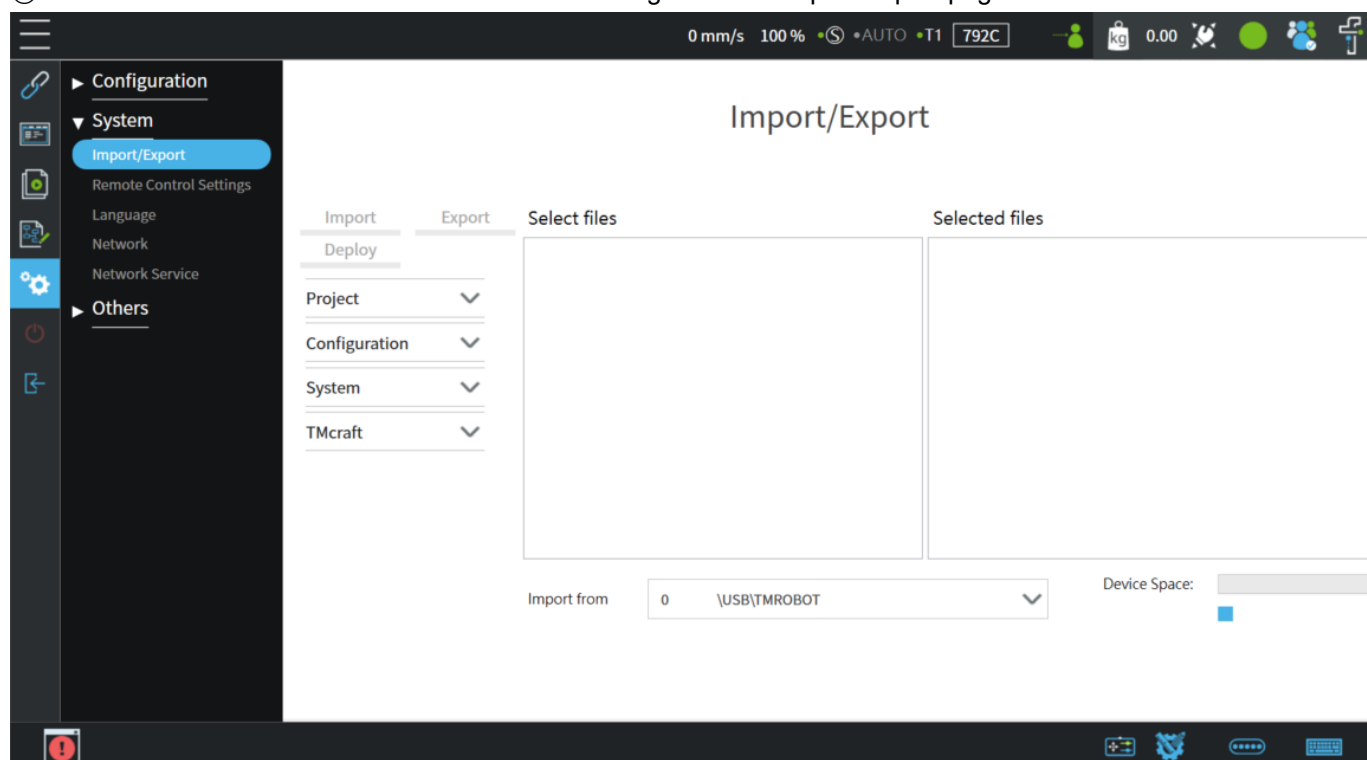 0 mm/s 100 % •Ⓢ •AUTO •T1 792C kg 0.00
Configuration
System
Import/Export
Remote Control Settings
Language
Network
Network Service
Others
Import/Export
Import Export
Deploy
Project
Configuration
System
TMcraft
Select files
Selected files
Import from 0 \USB\TMROBOT
Device Space: